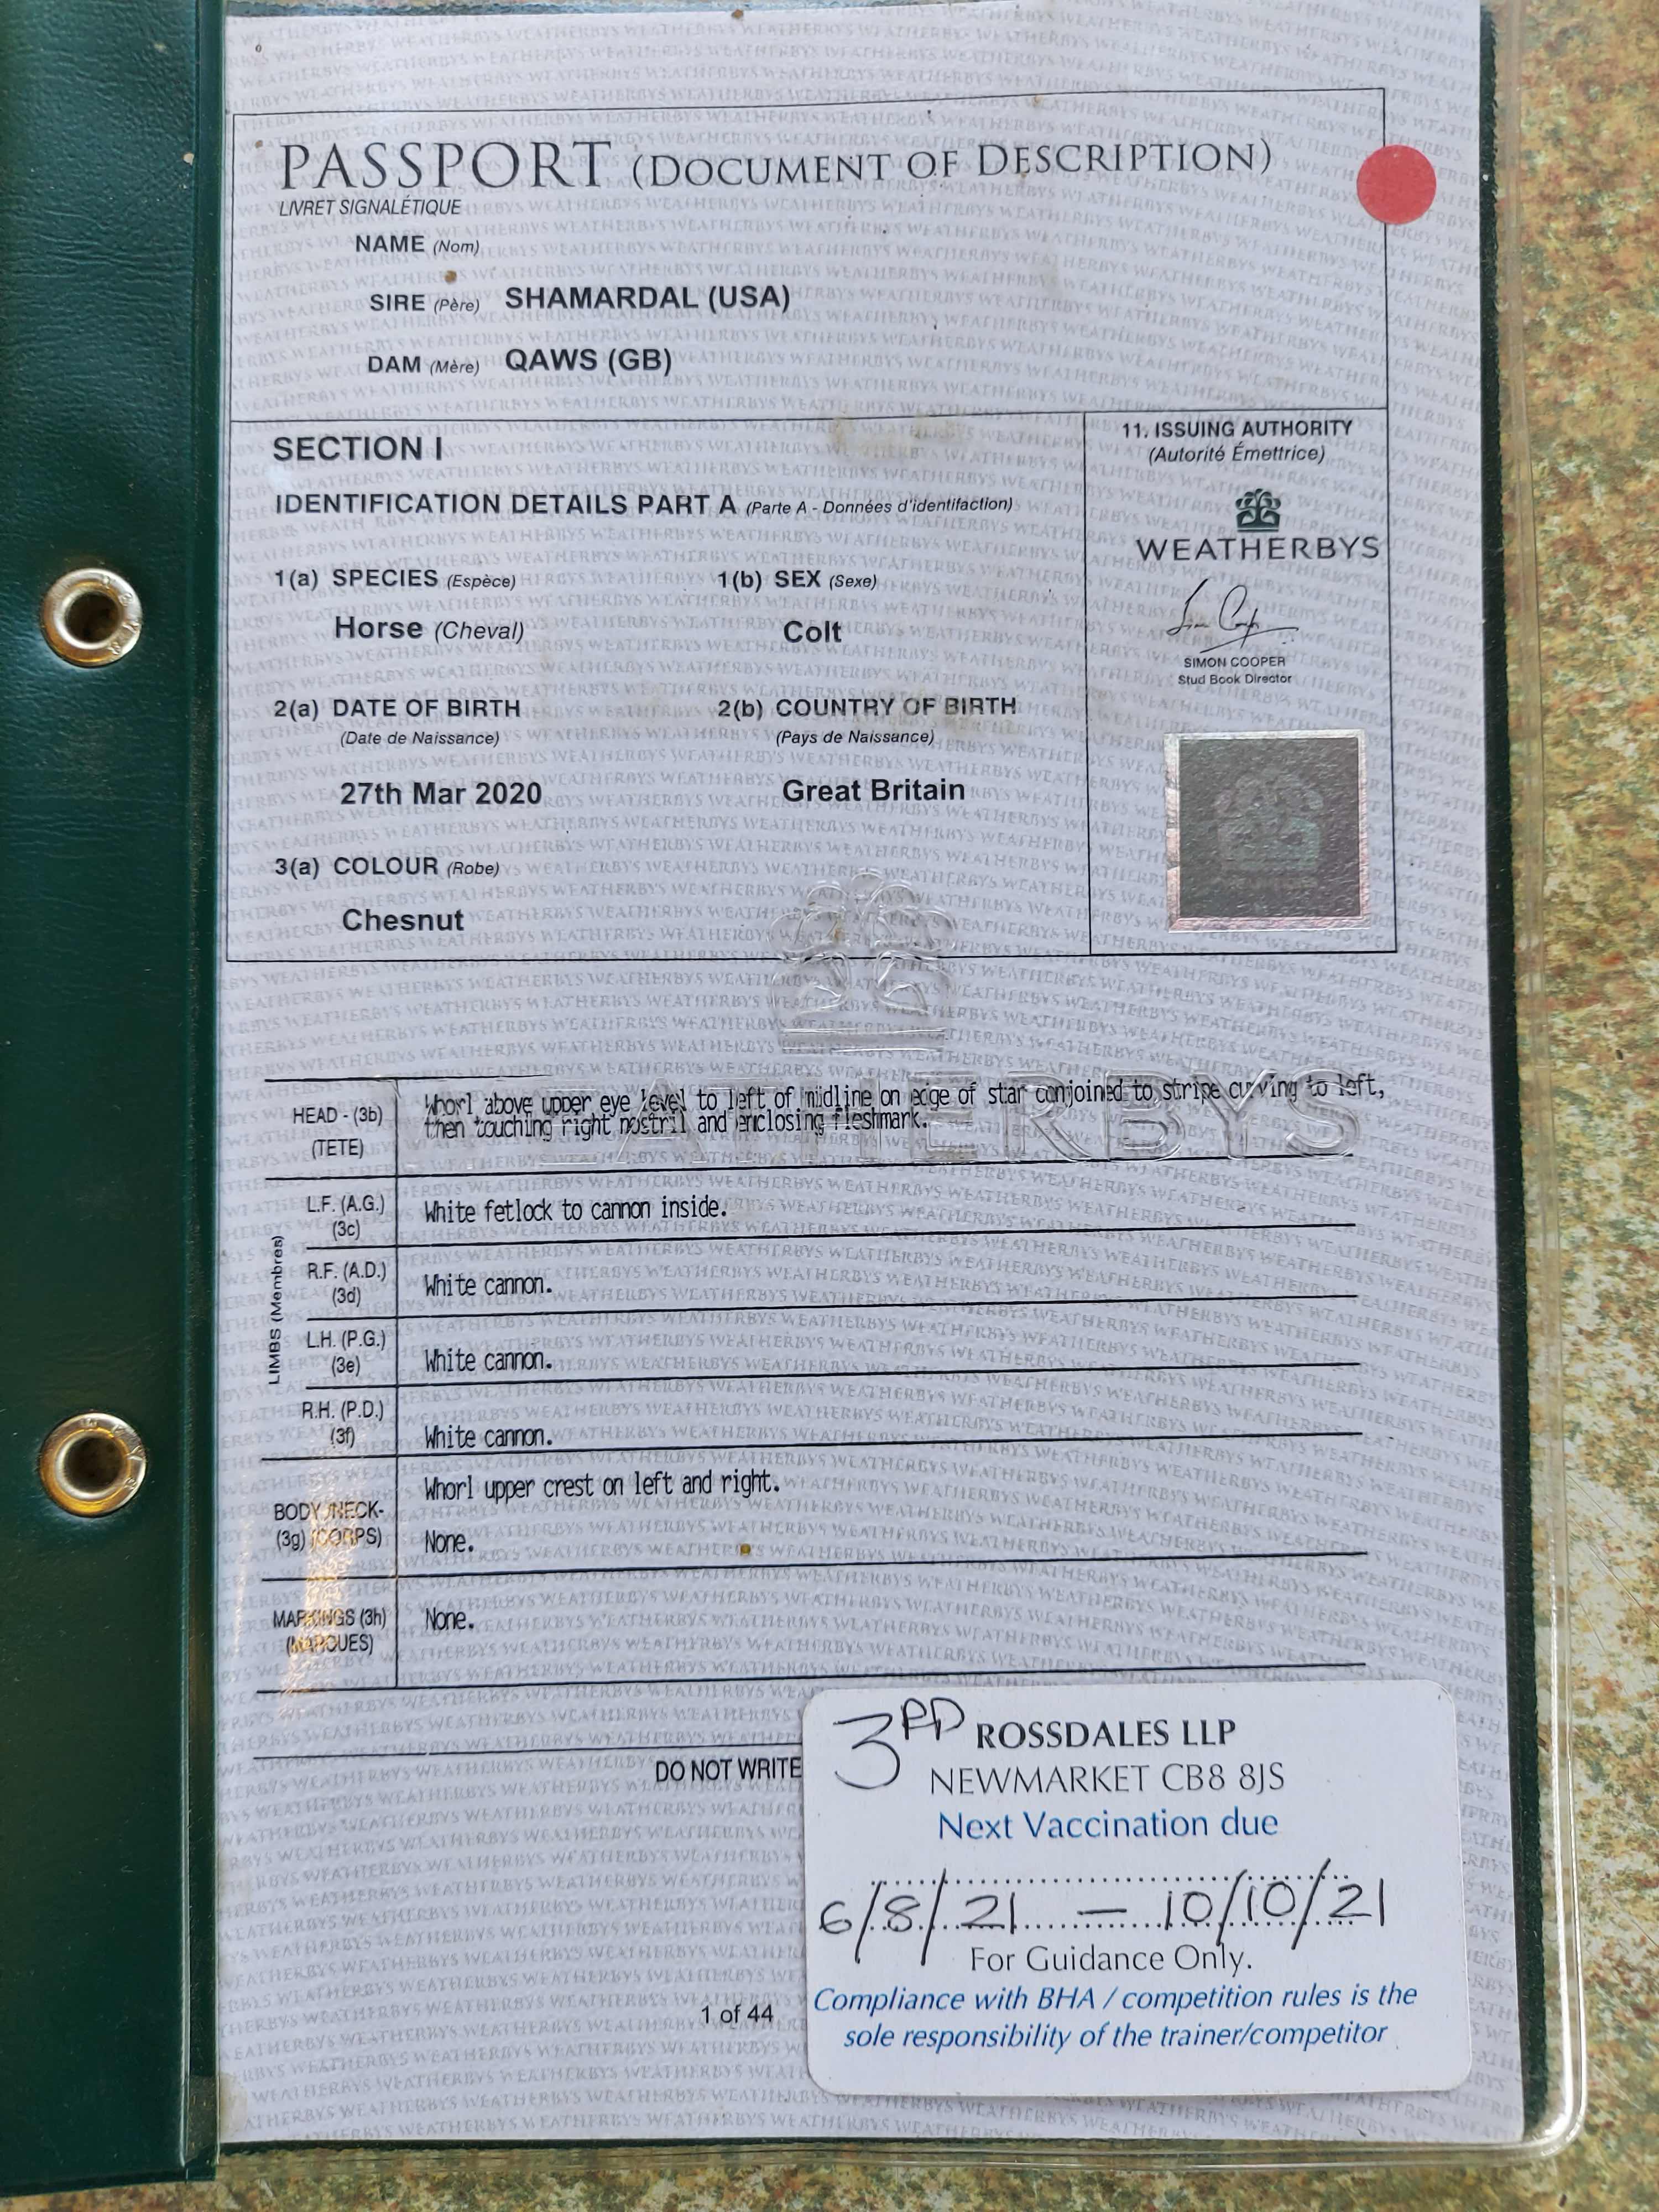 PASSPORT (DOCUMENT OF DESCRIPTION)
LIVRET SIGNALÉTIQUE
NAME (Nom)
SIRE (Père) SHAMARDAL (USA)
DAM (Mère) QAWS (GB)
SECTION I
IDENTIFICATION DETAILS PART A (Parte A - Données d'identifaction)
1(a) SPECIES (Espèce) 1(b) SEX (Sexe)
Horse (Cheval) Colt
2(a) DATE OF BIRTH 2(b) COUNTRY OF BIRTH
(Date de Naissance) (Pays de Naissance)
27th Mar 2020 Great Britain
3(a) COLOUR (Robe)
Chesnut
11. ISSUING AUTHORITY
(Autorité Émettrice)
WEATHERBYS
SIMON COOPER
Stud Book Director
WEATHERBYS
HEAD - (3b)
(TETE)
Whorl above upper eye level to left of midline on edge of star conjoined to stripe curving to left,
then touching right nostril and enclosing fleshmark.
LIMBS (Membres)
L.F. (A.G.)
(3c)
White fetlock to cannon inside.
R.F. (A.D.)
(3d)
White cannon.
L.H. (P.G.)
(3e)
White cannon.
R.H. (P.D.)
(3f)
White cannon.
BODY/NECK-
(3g) (CORPS)
Whorl upper crest on left and right.
None.
MARKINGS (3h)
(MARQUES)
None.
DO NOT WRITE
1 of 44
3RD ROSSDALES LLP
NEWMARKET CB8 8JS
Next Vaccination due
6/8/21 - 10/10/21
For Guidance Only.
Compliance with BHA / competition rules is the
sole responsibility of the trainer/competitor